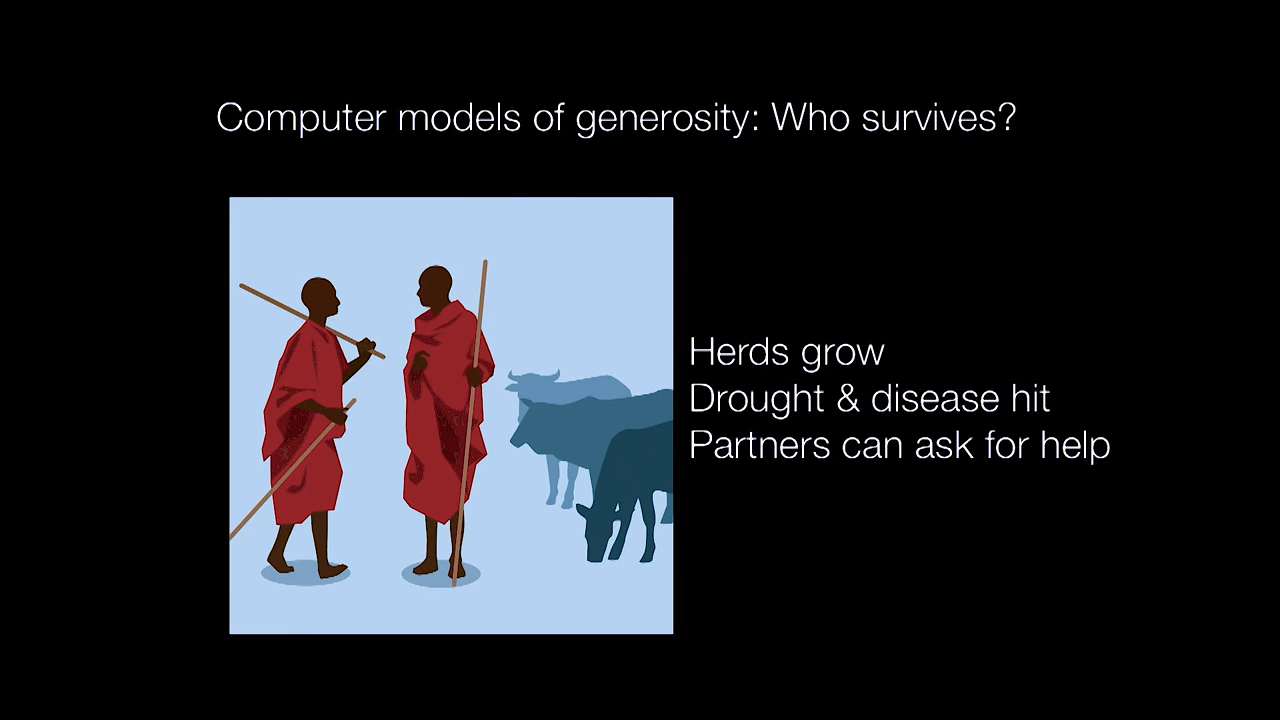 Computer models of generosity: Who survives?
Herds grow
Drought & disease hit
Partners can ask for help